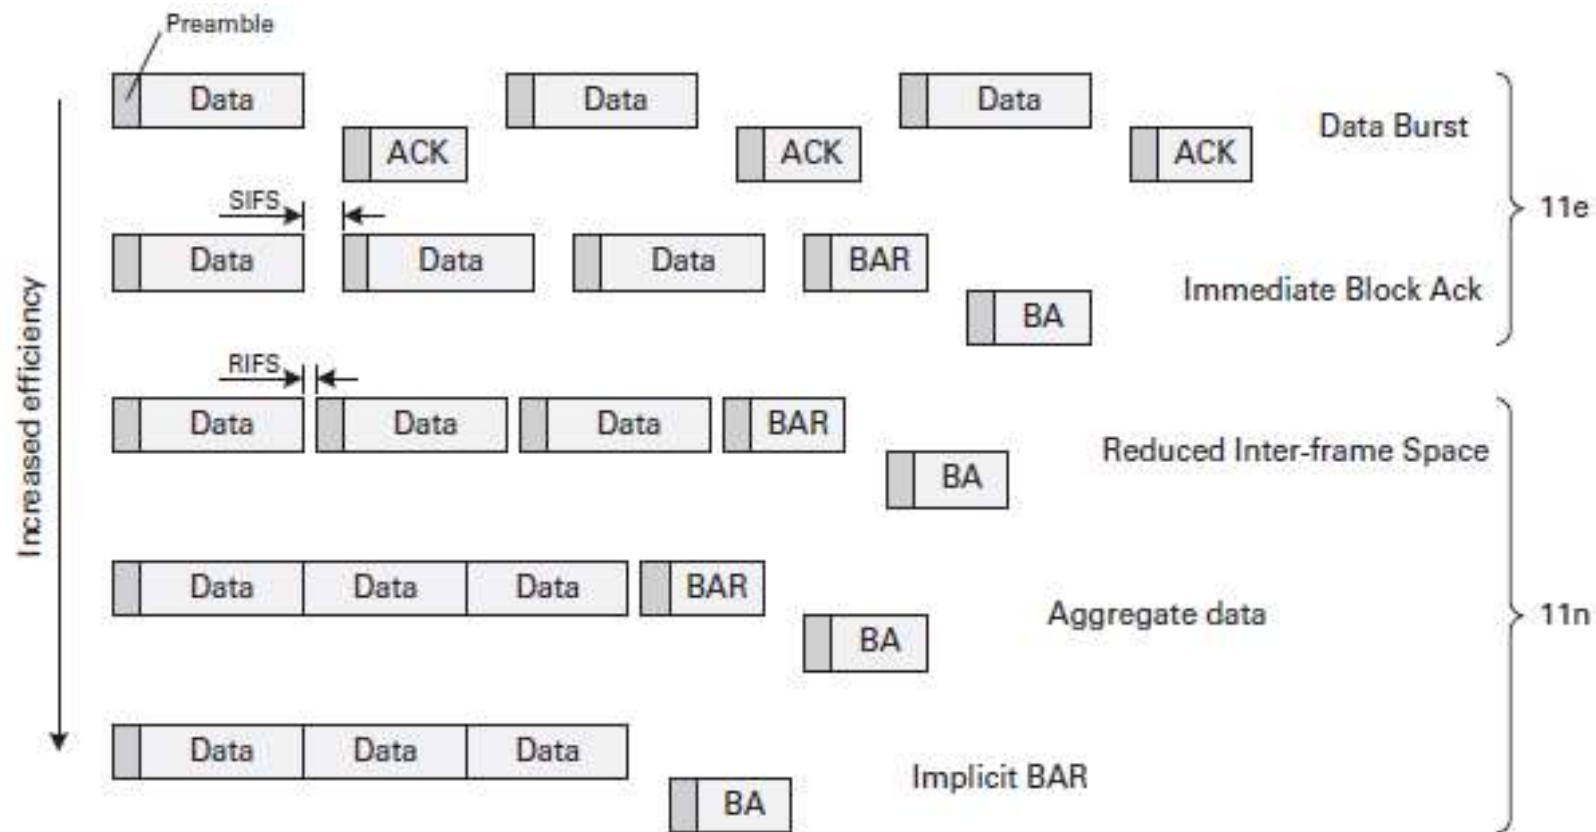 Preamble
Data Data Data
Data Burst
ACK ACK ACK
SIFS
11e
Data Data Data BAR
Immediate Block Ack
BA
RIFS
Data Data Data BAR
Reduced Inter-frame Space
BA
Data Data Data BAR
Aggregate data
11n
BA
Data Data Data
Implicit BAR
BA
Increased efficiency